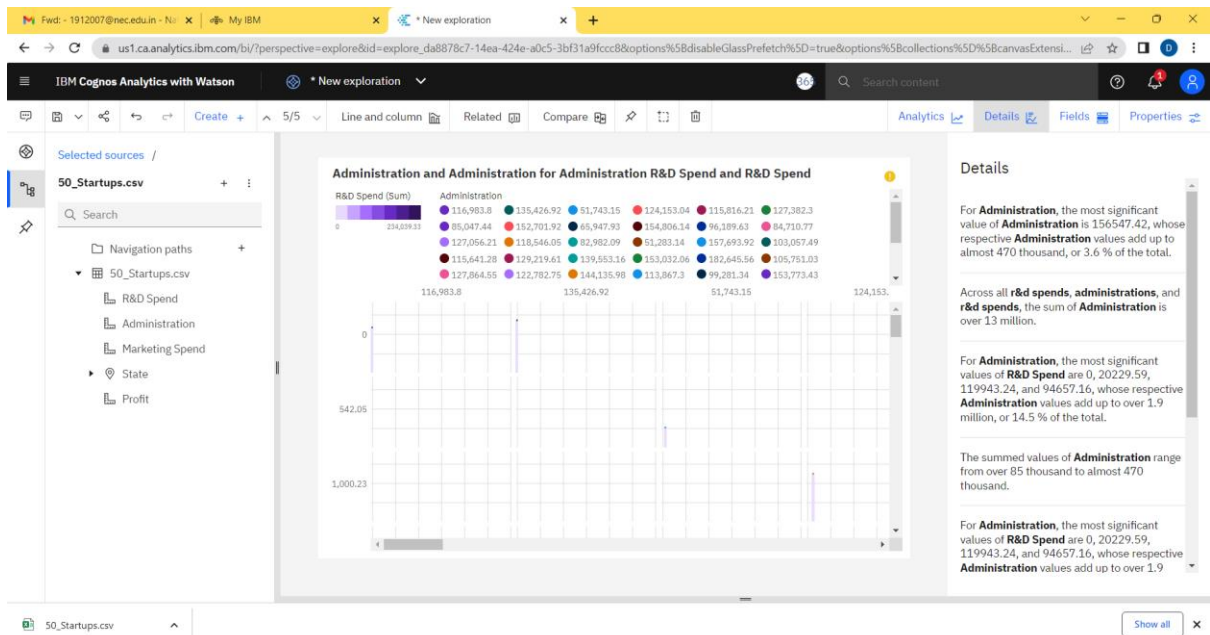 Fwd: - 1912007@nec.edu.in - Na
My IBM
* New exploration
us1.ca.analytics.ibm.com/bi/?perspective=explore&id=explore_da8878c7-14ea-424e-a0c5-3bf31a9fccc8&options%5BdisableGlassPrefetch%5D=true&options%5Bcollections%5D%5BcanvasExtensi...
D
IBM Cognos Analytics with Watson
* New exploration
Search content
1
Create +
5/5
Line and column
Related
Compare
Analytics
Details
Fields
Properties
Selected sources /
50_Startups.csv
Search
Navigation paths
50_Startups.csv
R&D Spend
Administration
Marketing Spend
State
Profit
Administration and Administration for Administration R&D Spend and R&D Spend
R&D Spend (Sum)
0
Administration
116,983.8 135,426.92 51,743.15 124,153.04 115,816.21 127,382.3
85,047.44 152,701.92 65,947.93 154,806.14 96,189.63 84,710.77
127,056.21 118,546.05 82,982.09 51,283.14 157,693.92 103,057.49
115,641.28 129,219.61 139,553.16 153,032.06 182,645.56 105,751.03
127,864.55 122,782.75 144,135.98 113,867.3 99,281.34 153,773.43
116,983.8 135,426.92 51,743.15 124,153.
0
542.05
1,000.23
Details
For Administration, the most significant
value of Administration is 156547.42, whose
respective Administration values add up to
almost 470 thousand, or 3.6 % of the total.
Across all r&d spends, administrations, and
r&d spends, the sum of Administration is
over 13 million.
For Administration, the most significant
values of R&D Spend are 0, 20229.59,
119943.24, and 94657.16, whose respective
Administration values add up to over 1.9
million, or 14.5 % of the total.
The summed values of Administration range
from over 85 thousand to almost 470
thousand.
For Administration, the most significant
values of R&D Spend are 0, 20229.59,
119943.24, and 94657.16, whose respective
Administration values add up to over 1.9
50_Startups.csv
Show all